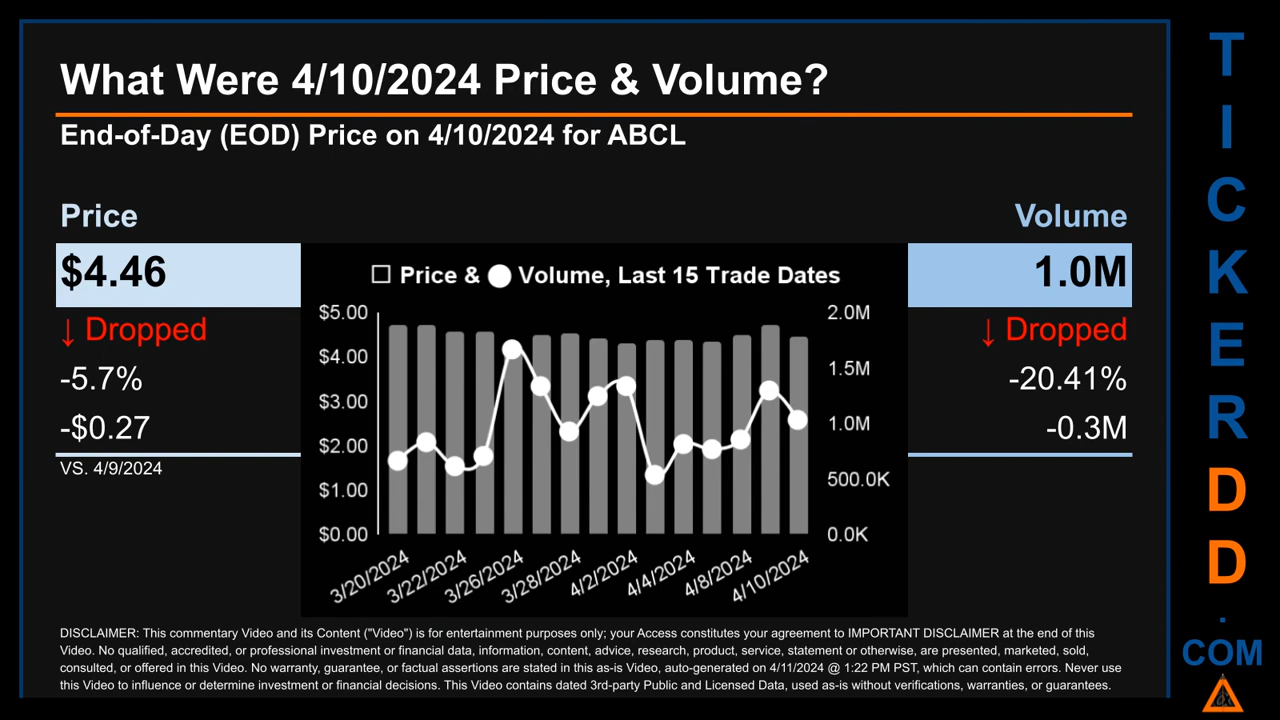 What Were 4/10/2024 Price & Volume?
End-of-Day (EOD) Price on 4/10/2024 for ABCL
Price
$4.46
↓ Dropped
-5.7%
-$0.27
VS. 4/9/2024
Price & Volume, Last 15 Trade Dates
$5.00
$4.00
$3.00
$2.00
$1.00
$0.00
2.0M
1.5M
1.0M
500.0K
0.0K
3/20/2024
3/22/2024
3/26/2024
3/28/2024
4/2/2024
4/4/2024
4/8/2024
4/10/2024
Volume
1.0M
↓ Dropped
-20.41%
-0.3M
DISCLAIMER: This commentary Video and its Content ("Video") is for entertainment purposes only; your Access constitutes your agreement to IMPORTANT DISCLAIMER at the end of this
Video. No qualified, accredited, or professional investment or financial data, information, content, advice, research, product, service, statement or otherwise, are presented, marketed, sold,
consulted, or offered in this Video. No warranty, guarantee, or factual assertions are stated in this as-is Video, auto-generated on 4/11/2024 @ 1:22 PM PST, which can contain errors. Never use
this Video to influence or determine investment or financial decisions. This Video contains dated 3rd-party Public and Licensed Data, used as-is without verifications, warranties, or guarantees.
T
I
C
K
E
R
D
D
.
COM